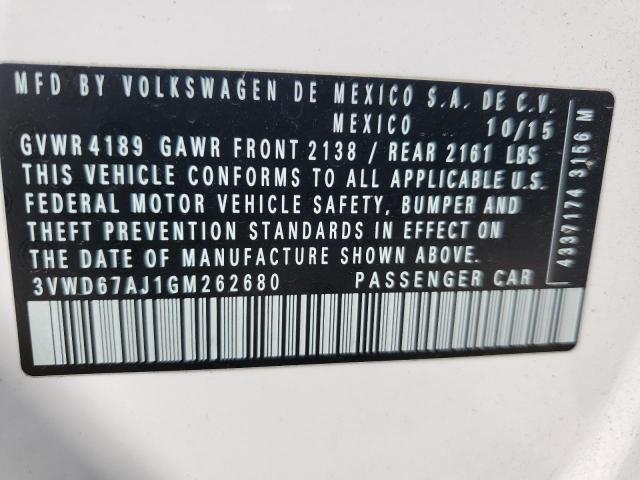 MFD BY VOLKSWAGEN DE MEXICO S.A. DE C.V.
MEXICO 10/15
GVWR 4189 GAWR FRONT 2138 / REAR 2161 LBS
THIS VEHICLE CONFORMS TO ALL APPLICABLE U.S.
FEDERAL MOTOR VEHICLE SAFETY, BUMPER AND
THEFT PREVENTION STANDARDS IN EFFECT ON
THE DATE OF MANUFACTURE SHOWN ABOVE.
3VWD67AJ1GM262680 PASSENGER CAR
4337174 3156 M